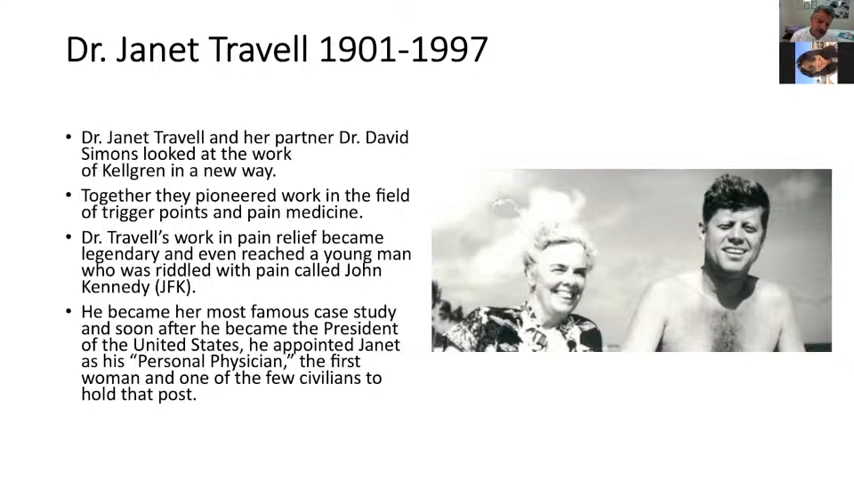 Dr. Janet Travell 1901-1997
• Dr. Janet Travell and her partner Dr. David
Simons looked at the work
of Kellgren in a new way.
• Together they pioneered work in the field
of trigger points and pain medicine.
• Dr. Travell’s work in pain relief became
legendary and even reached a young man
who was riddled with pain called John
Kennedy (JFK).
• He became her most famous case study
and soon after he became the President
of the United States, he appointed Janet
as his “Personal Physician,” the first
woman and one of the few civilians to
hold that post.